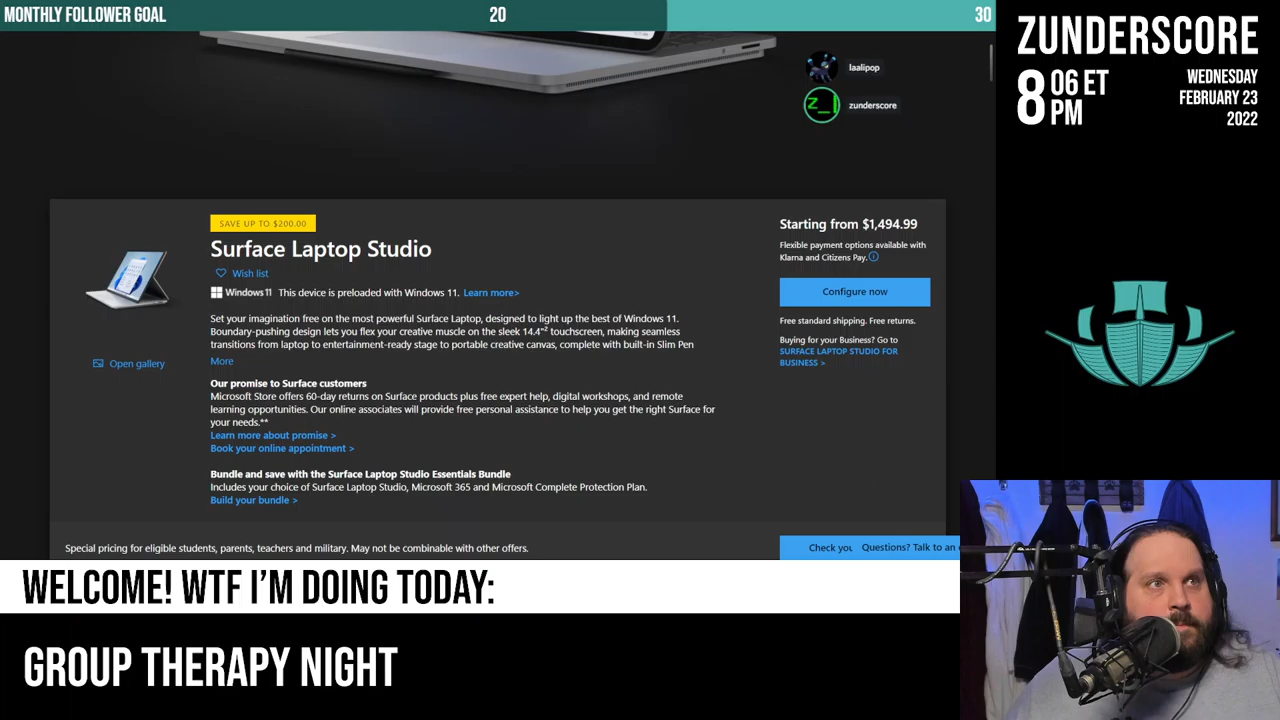 MONTHLY FOLLOWER GOAL
20
30
ZUNDERSCORE
8 06 ET PM
WEDNESDAY
FEBRUARY 23
2022
laalipop
z_
zunderscore
SAVE UP TO $200.00
Surface Laptop Studio
Wish list
Windows 11 This device is preloaded with Windows 11. Learn more>
Set your imagination free on the most powerful Surface Laptop, designed to light up the best of Windows 11.
Boundary-pushing design lets you flex your creative muscle on the sleek 14.4"² touchscreen, making seamless
transitions from laptop to entertainment-ready stage to portable creative canvas, complete with built-in Slim Pen
More
Open gallery
Our promise to Surface customers
Microsoft Store offers 60-day returns on Surface products plus free expert help, digital workshops, and remote
learning opportunities. Our online associates will provide free personal assistance to help you get the right Surface for
your needs.**
Learn more about promise >
Book your online appointment >
Bundle and save with the Surface Laptop Studio Essentials Bundle
Includes your choice of Surface Laptop Studio, Microsoft 365 and Microsoft Complete Protection Plan.
Build your bundle >
Starting from $1,494.99
Flexible payment options available with
Klarna and Citizens Pay.
Configure now
Free standard shipping. Free returns.
Buying for your Business? Go to
SURFACE LAPTOP STUDIO FOR
BUSINESS >
Special pricing for eligible students, parents, teachers and military. May not be combinable with other offers.
Check you
Questions? Talk to an
WELCOME! WTF I'M DOING TODAY:
GROUP THERAPY NIGHT